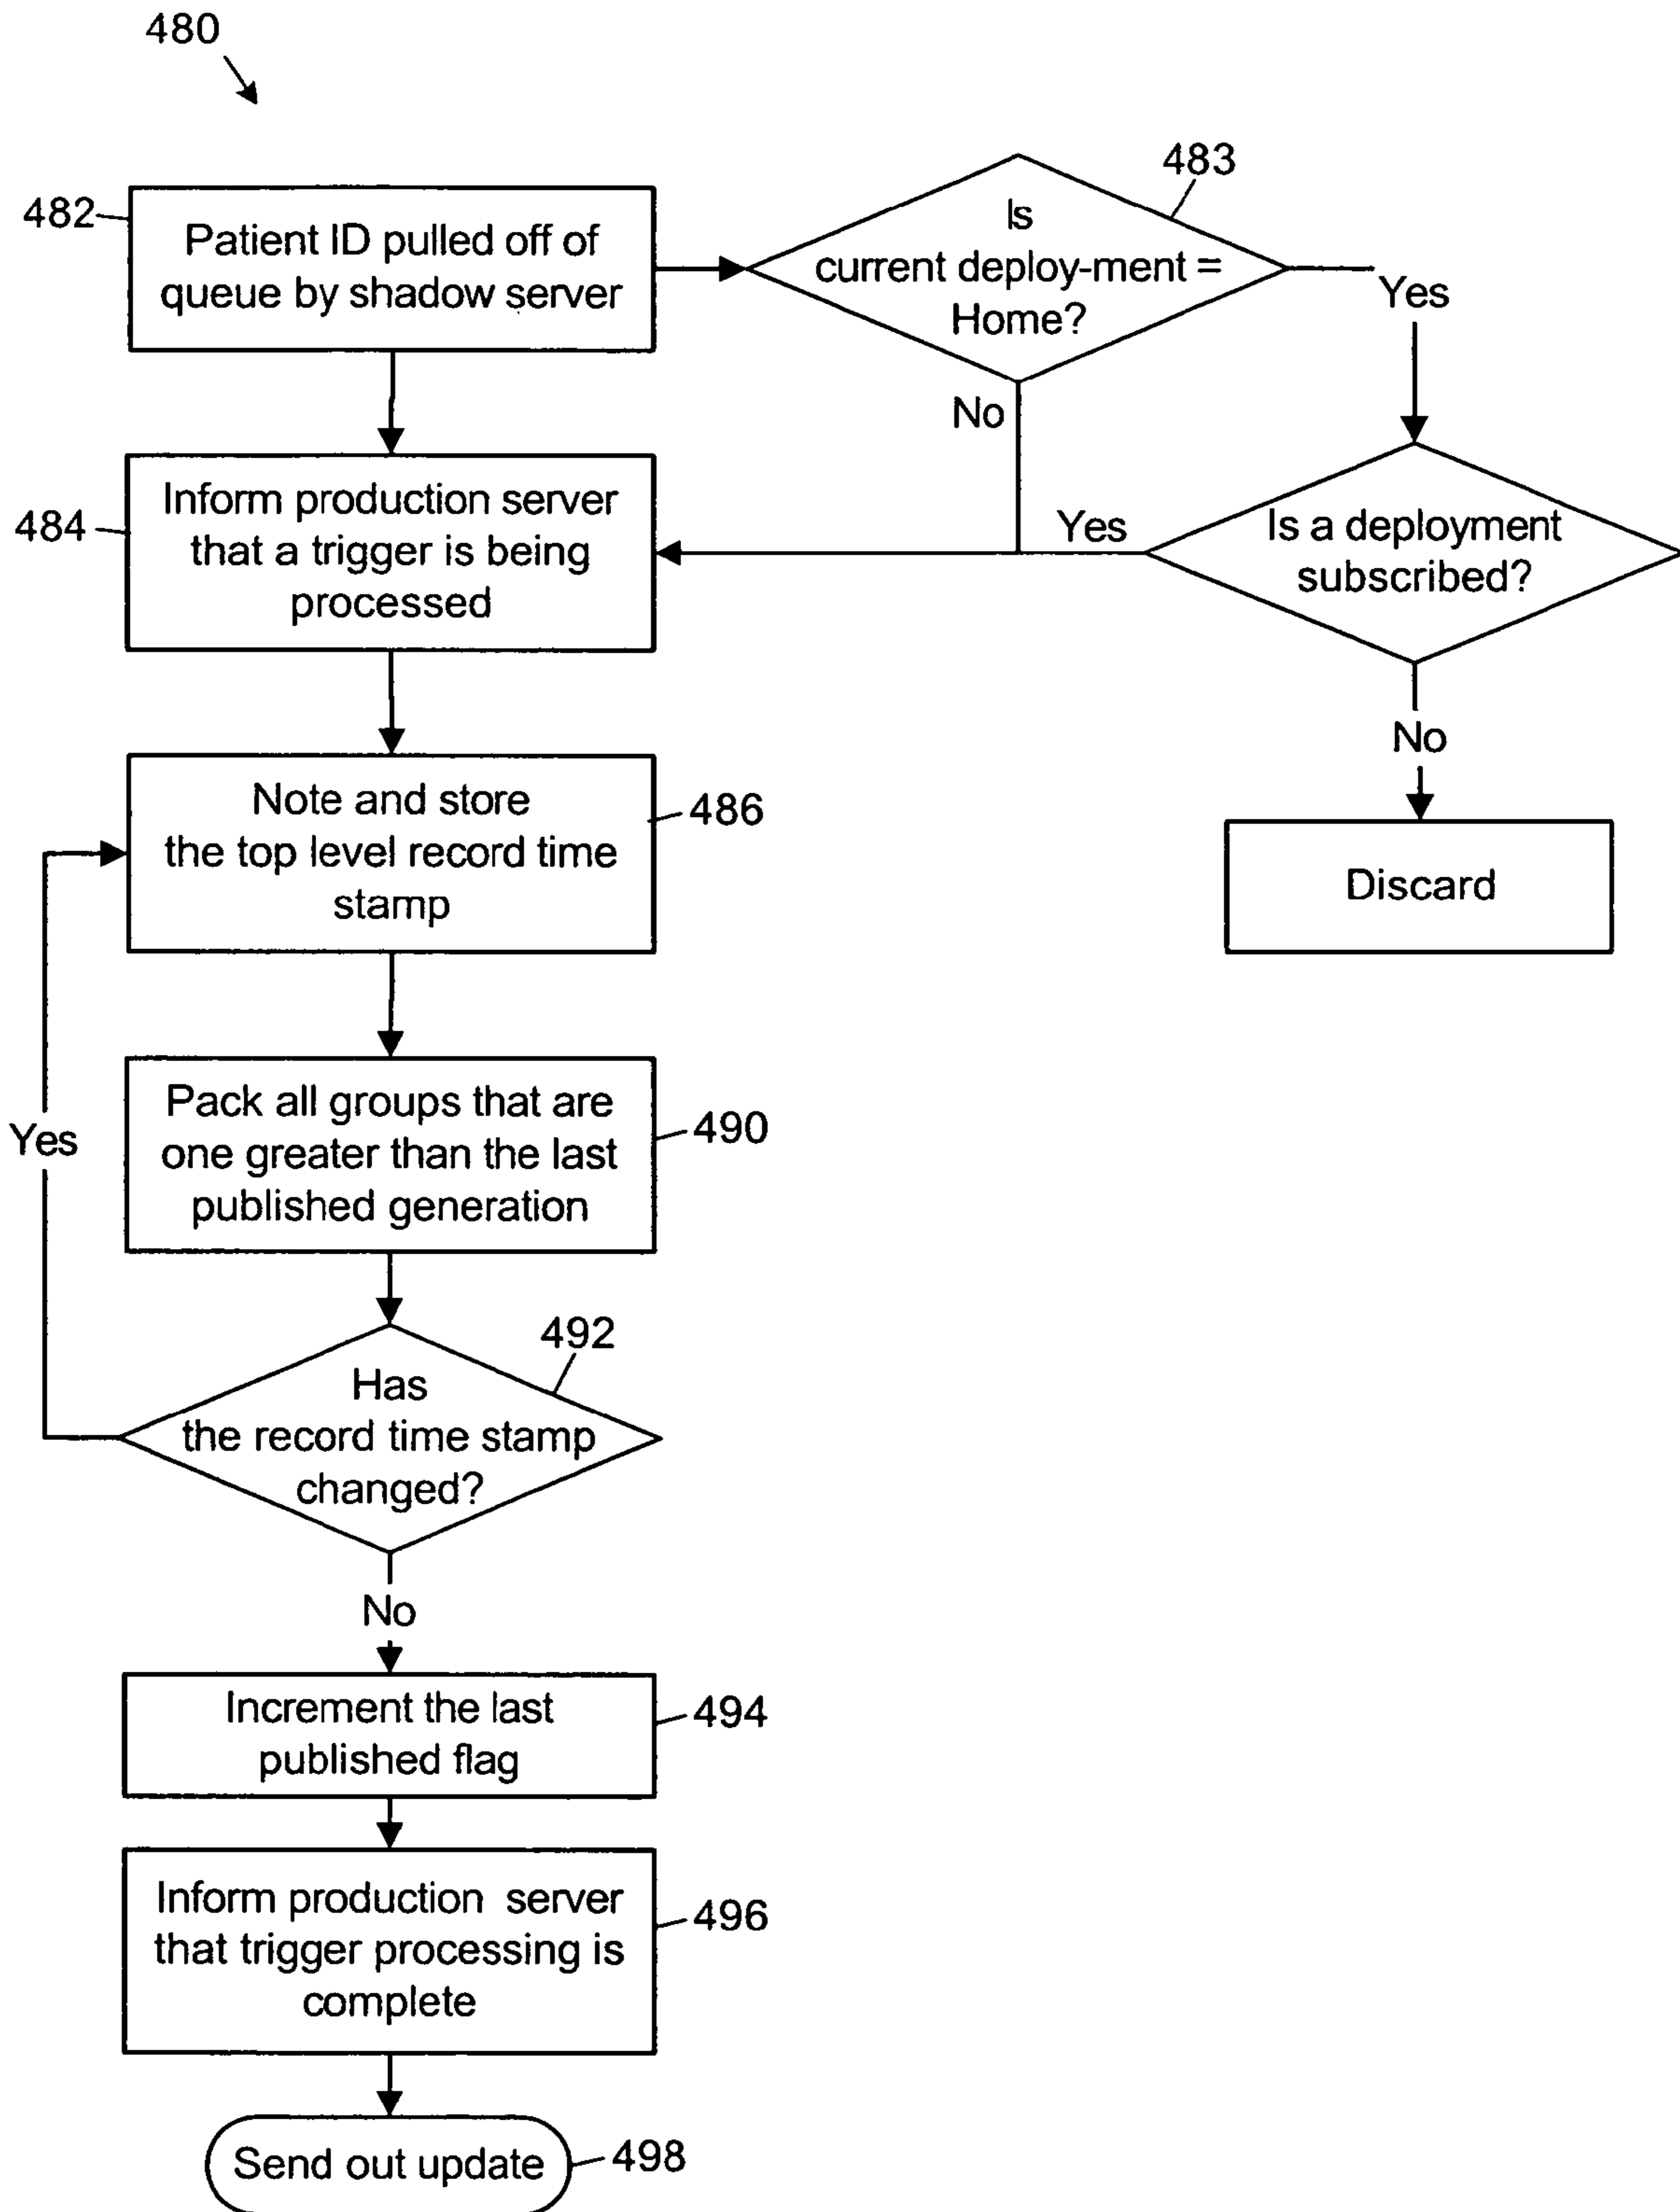 480
482
Patient ID pulled off of
queue by shadow server
483
Is
current deploy-ment =
Home?
Yes
No
484
Inform production server
that a trigger is being
processed
Yes
Is a deployment
subscribed?
No
Discard
Note and store
the top level record time
stamp
486
Pack all groups that are
one greater than the last
published generation
490
Yes
492
Has
the record time stamp
changed?
No
Increment the last
published flag
494
Inform production server
that trigger processing is
complete
496
Send out update
498